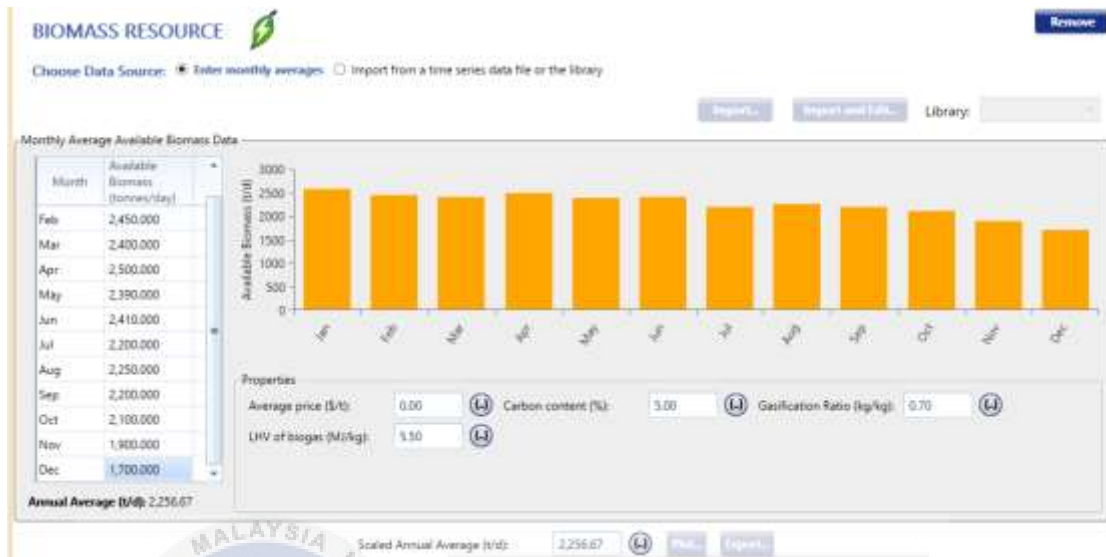 BIOMASS RESOURCE
Remove
Choose Data Source: Enter monthly averages Import from a time series data file or the library
Import... Import and Edit... Library:
Monthly Average Available Biomass Data
Month Available Biomass (tonnes/day)
Feb 2,450.000
Mar 2,400.000
Apr 2,500.000
May 2,390.000
Jun 2,410.000
Jul 2,200.000
Aug 2,250.000
Sep 2,200.000
Oct 2,100.000
Nov 1,900.000
Dec 1,700.000
Annual Average (t/d): 2,256.67
Available Biomass (t/d)
3000
2500
2000
1500
1000
500
0
Jan Feb Mar Apr May Jun Jul Aug Sep Oct Nov Dec
Properties
Average price ($/t): 0.00 {..} Carbon content (%): 5.00 {..} Gasification Ratio (kg/kg): 0.70 {..}
LHV of biogas (MJ/kg): 5.50 {..}
MALAYSIA
Scaled Annual Average (t/d): 2,256.67 {..} Plot... Export...